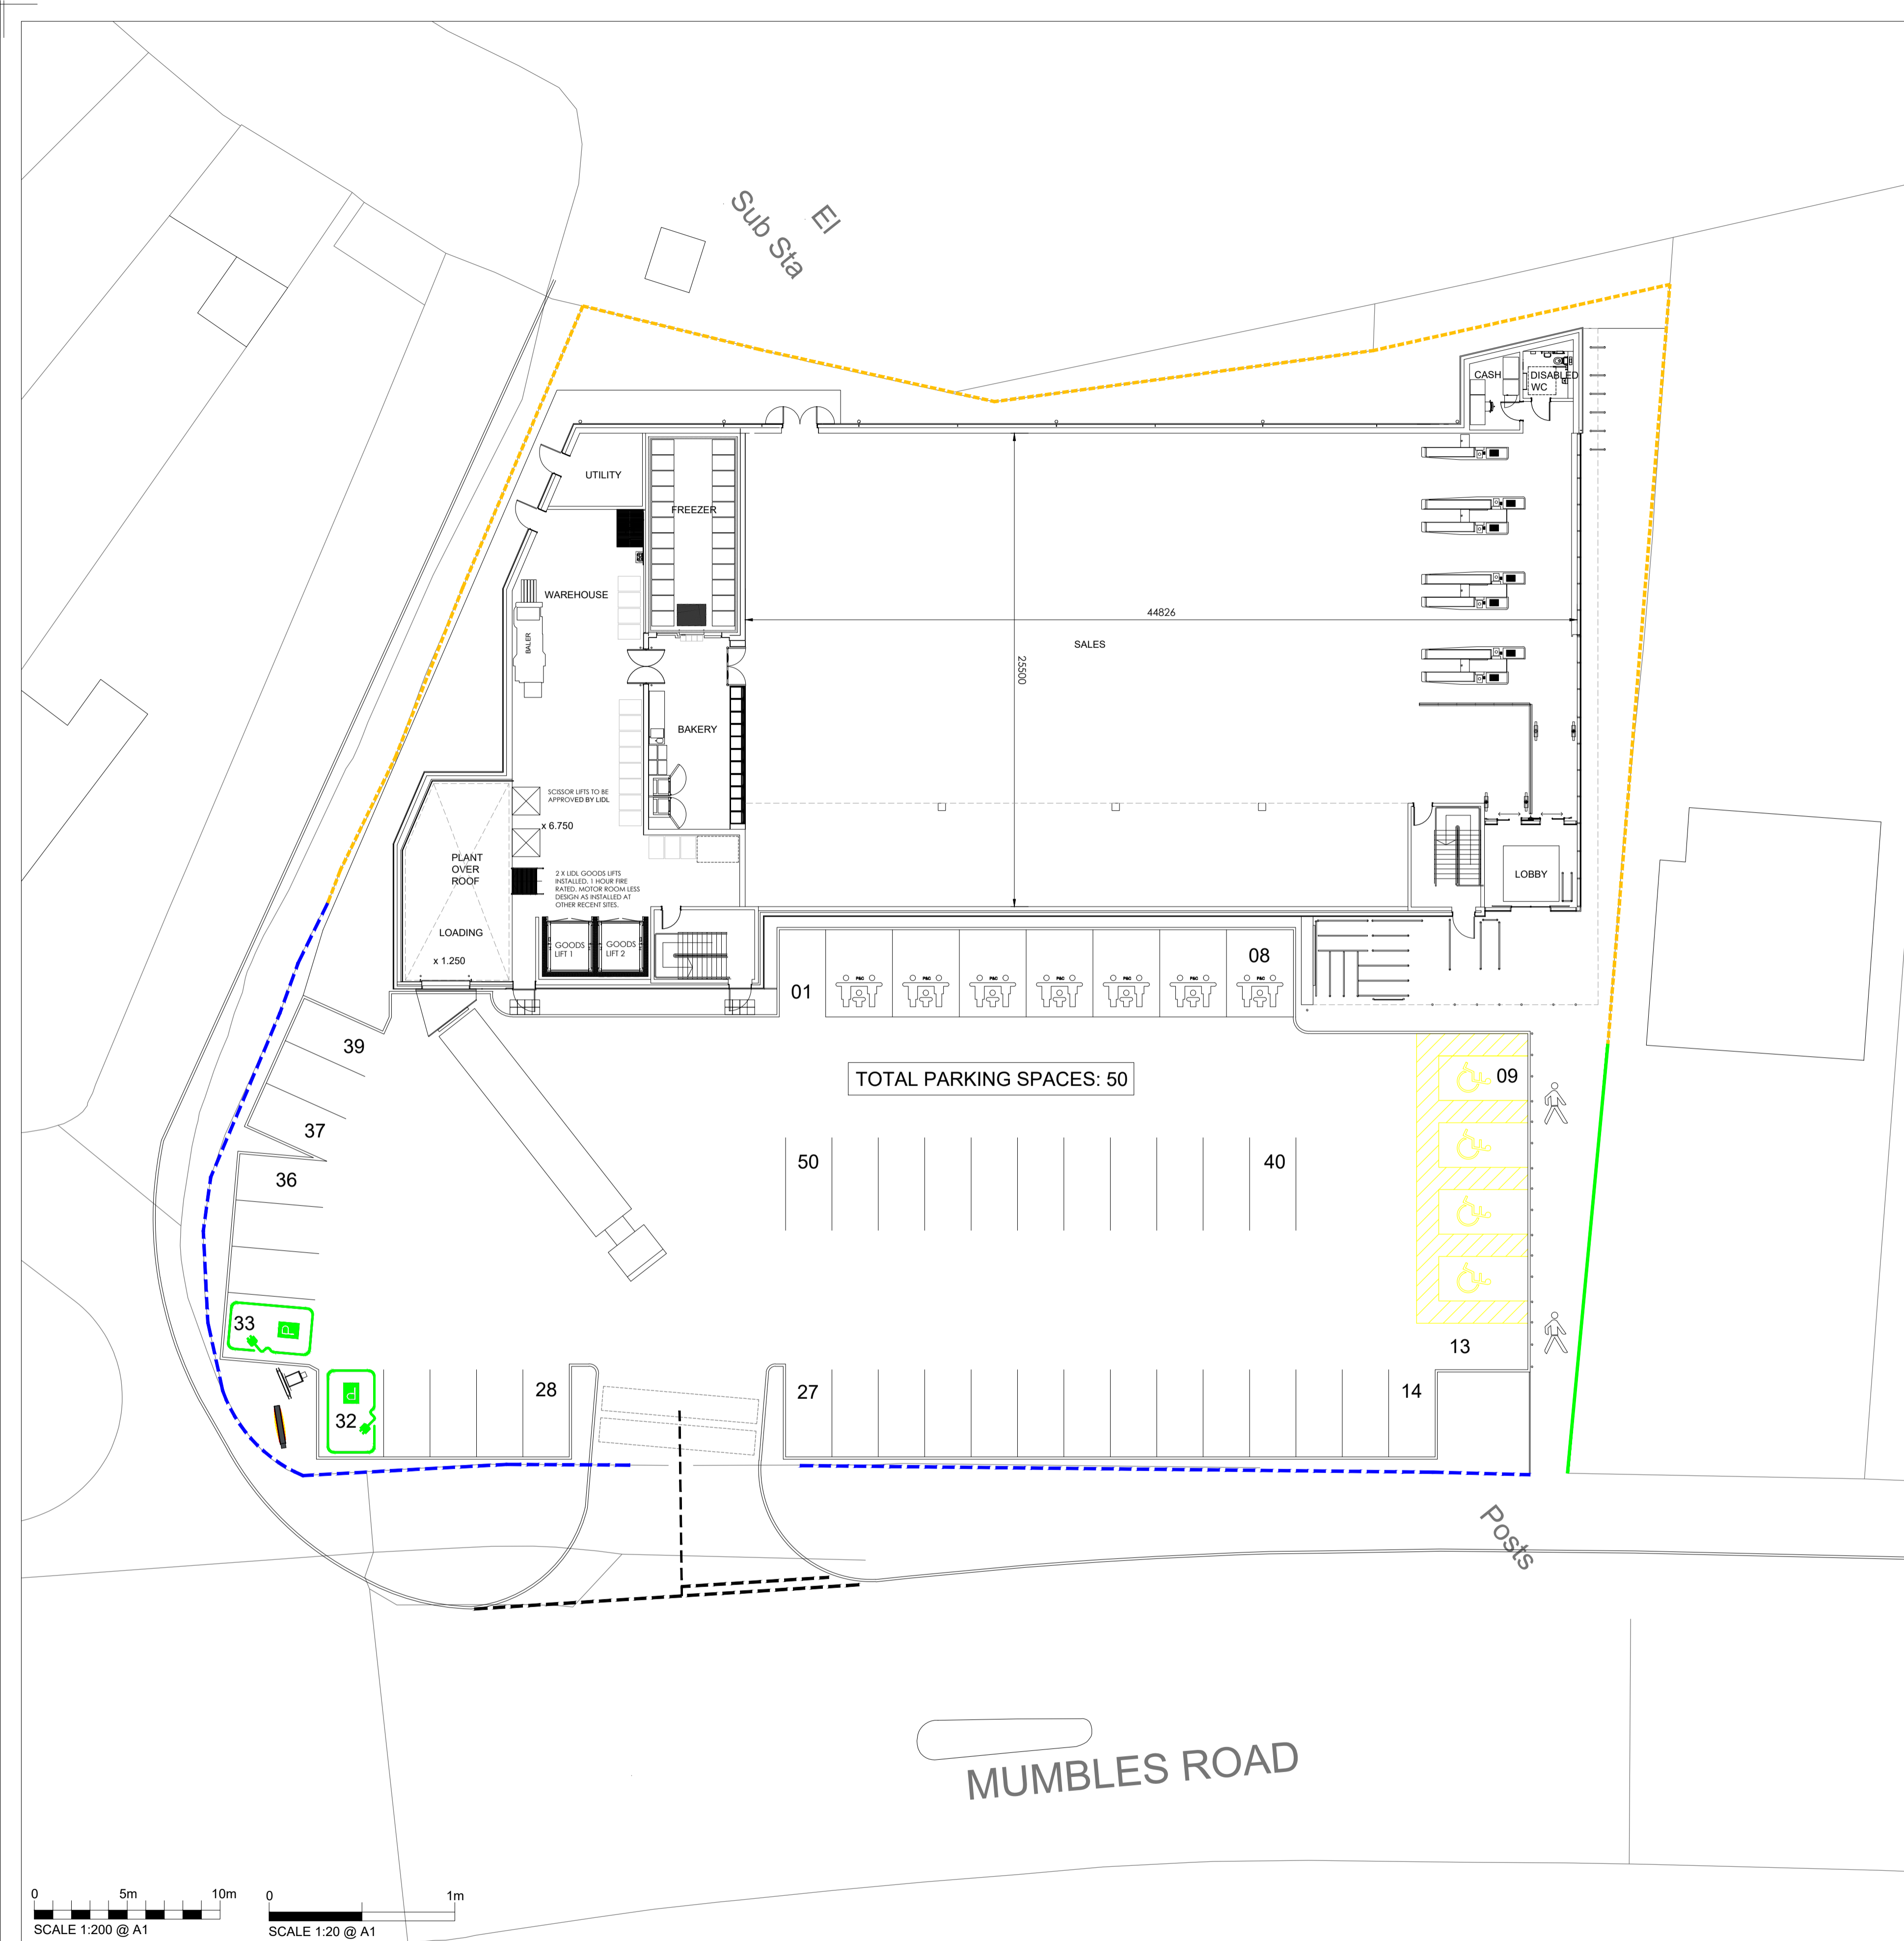 El
Sub Sta
CASH
DISABLED
WC
UTILITY
FREEZER
WAREHOUSE
BALER
44826
SALES
25500
BAKERY
SCISSOR LIFTS TO BE
APPROVED BY LIDL
x 6.750
PLANT
OVER
ROOF
2 X LIDL GOODS LIFTS
INSTALLED. 1 HOUR FIRE
RATED. MOTOR ROOM LESS
DESIGN AS INSTALLED AT
OTHER RECENT SITES.
LOBBY
LOADING
GOODS
LIFT 1
GOODS
LIFT 2
x 1.250
08
01
P&C
P&C
P&C
P&C
P&C
P&C
P&C
39
TOTAL PARKING SPACES: 50
09
37
50
40
36
33
P
13
28
27
14
P
32
Posts
MUMBLES ROAD
0 5m 10m
SCALE 1:200 @ A1
0 1m
SCALE 1:20 @ A1